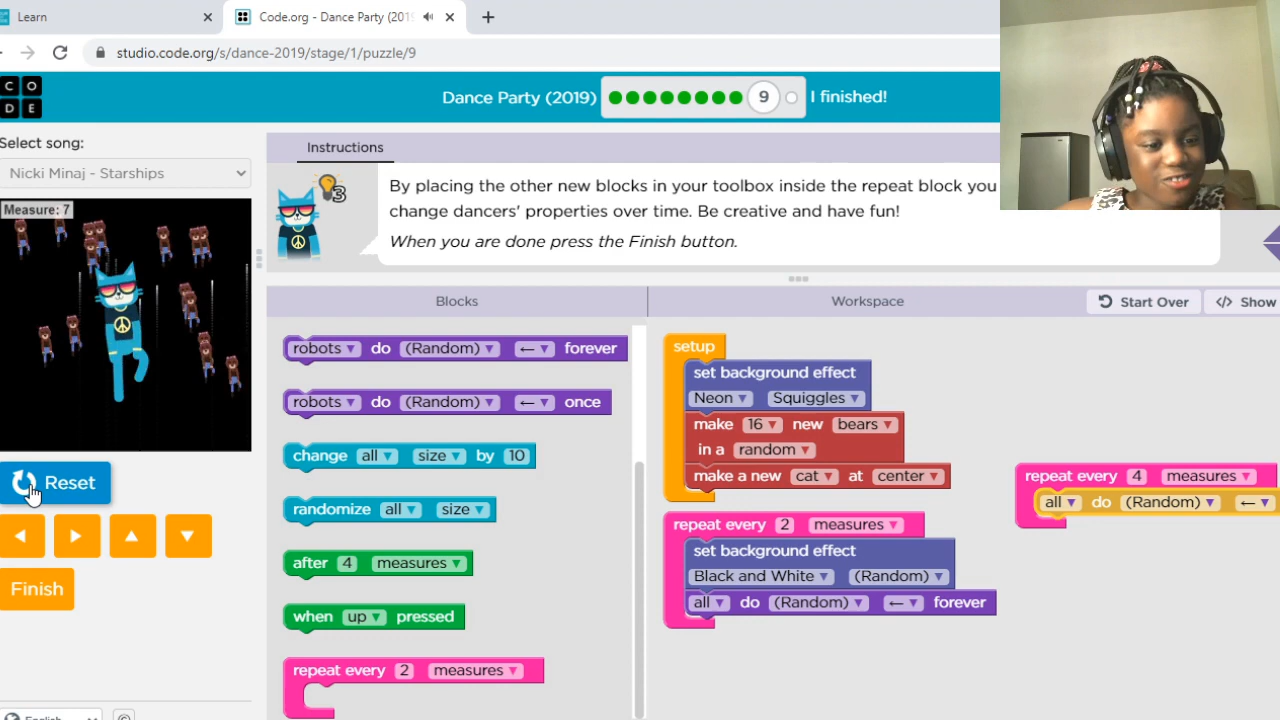 Learn
Code.org - Dance Party (2019
studio.code.org/s/dance-2019/stage/1/puzzle/9
C O
D E
Dance Party (2019)
9
I finished!
Select song:
Nicki Minaj - Starships
Measure: 7
Reset
Finish
English
Instructions
3
By placing the other new blocks in your toolbox inside the repeat block you
change dancers' properties over time. Be creative and have fun!
When you are done press the Finish button.
Blocks
robots do (Random) ← forever
robots do (Random) ← once
change all size by 10
randomize all size
after 4 measures
when up pressed
repeat every 2 measures
Workspace
Start Over
</> Show
setup
set background effect
Neon Squiggles
make 16 new bears
in a random
make a new cat at center
repeat every 2 measures
set background effect
Black and White (Random)
all do (Random) ← forever
repeat every 4 measures
all do (Random) ←